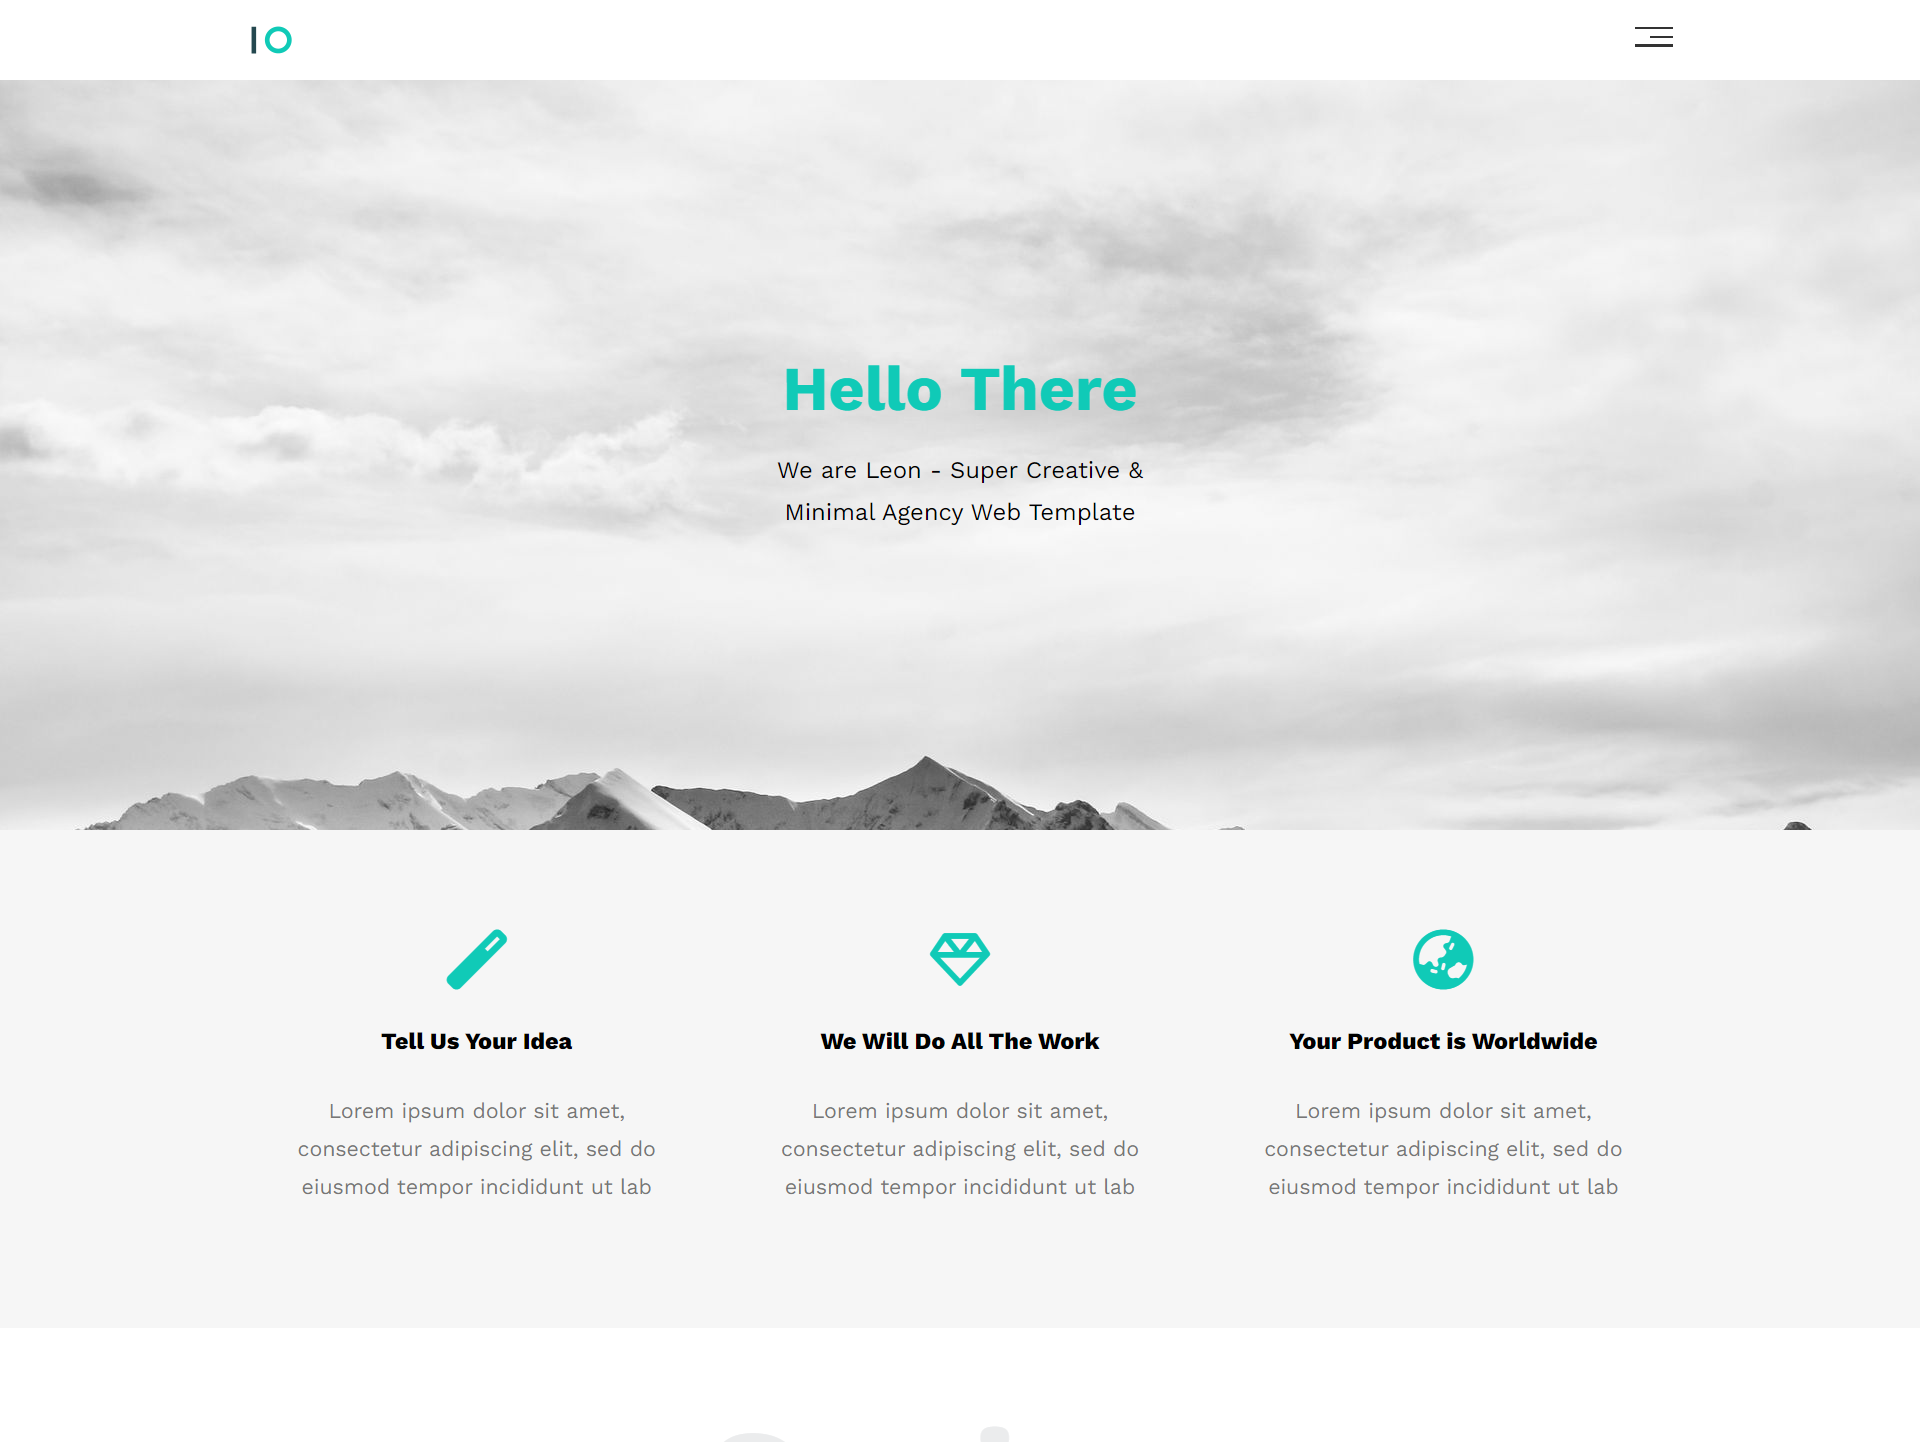 IO
Hello There
We are Leon - Super Creative &
Minimal Agency Web Template
Tell Us Your Idea
We Will Do All The Work
Your Product is Worldwide
Lorem ipsum dolor sit amet,
consectetur adipiscing elit, sed do
eiusmod tempor incididunt ut lab
Lorem ipsum dolor sit amet,
consectetur adipiscing elit, sed do
eiusmod tempor incididunt ut lab
Lorem ipsum dolor sit amet,
consectetur adipiscing elit, sed do
eiusmod tempor incididunt ut lab